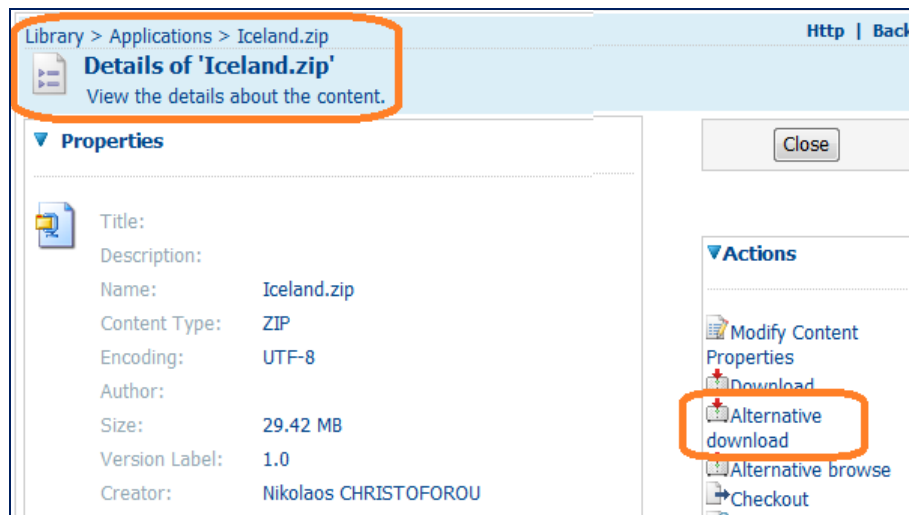 Library > Applications > Iceland.zip
Http | Back
Details of 'Iceland.zip'
View the details about the content.
Properties
Close
Title:
Description:
Name: Iceland.zip
Content Type: ZIP
Encoding: UTF-8
Author:
Size: 29.42 MB
Version Label: 1.0
Creator: Nikolaos CHRISTOFOROU
Actions
Modify Content
Properties
Download
Alternative
download
Alternative browse
Checkout